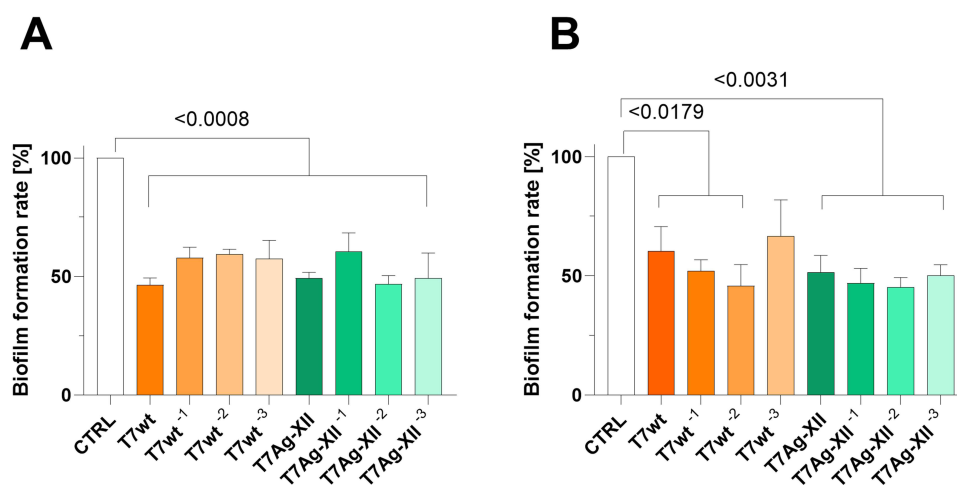 A
B
<0.0008
<0.0031
<0.0179
Biofilm formation rate [%]
100
50
0
CTRL
T7wt
T7wt -1
T7wt -2
T7wt -3
T7Ag-XII
T7Ag-XII -1
T7Ag-XII -2
T7Ag-XII -3
Biofilm formation rate [%]
100
50
0
CTRL
T7wt
T7wt -1
T7wt -2
T7wt -3
T7Ag-XII
T7Ag-XII -1
T7Ag-XII -2
T7Ag-XII -3